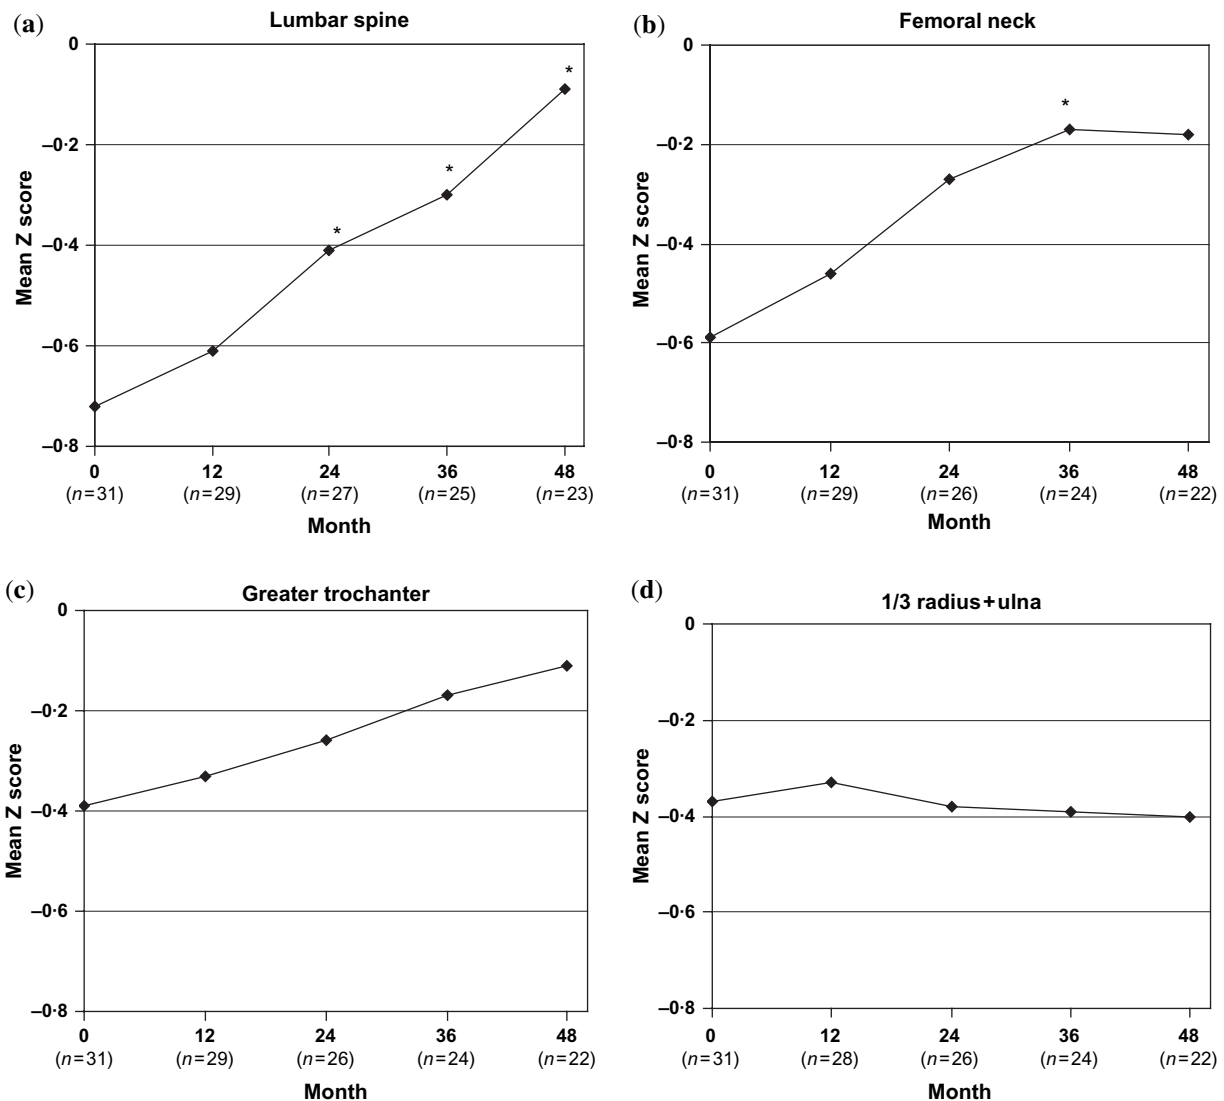 (a) Lumbar spine
0
–0·2
–0·4
–0·6
–0·8
Mean Z score
*
*
*
0 12 24 36 48
(n=31) (n=29) (n=27) (n=25) (n=23)
Month
(b) Femoral neck
0
–0·2
–0·4
–0·6
–0·8
Mean Z score
*
0 12 24 36 48
(n=31) (n=29) (n=26) (n=24) (n=22)
Month
(c) Greater trochanter
0
–0·2
–0·4
–0·6
–0·8
Mean Z score
0 12 24 36 48
(n=31) (n=29) (n=26) (n=24) (n=22)
Month
(d) 1/3 radius+ulna
0
–0·2
–0·4
–0·6
–0·8
Mean Z score
0 12 24 36 48
(n=31) (n=28) (n=26) (n=24) (n=22)
Month